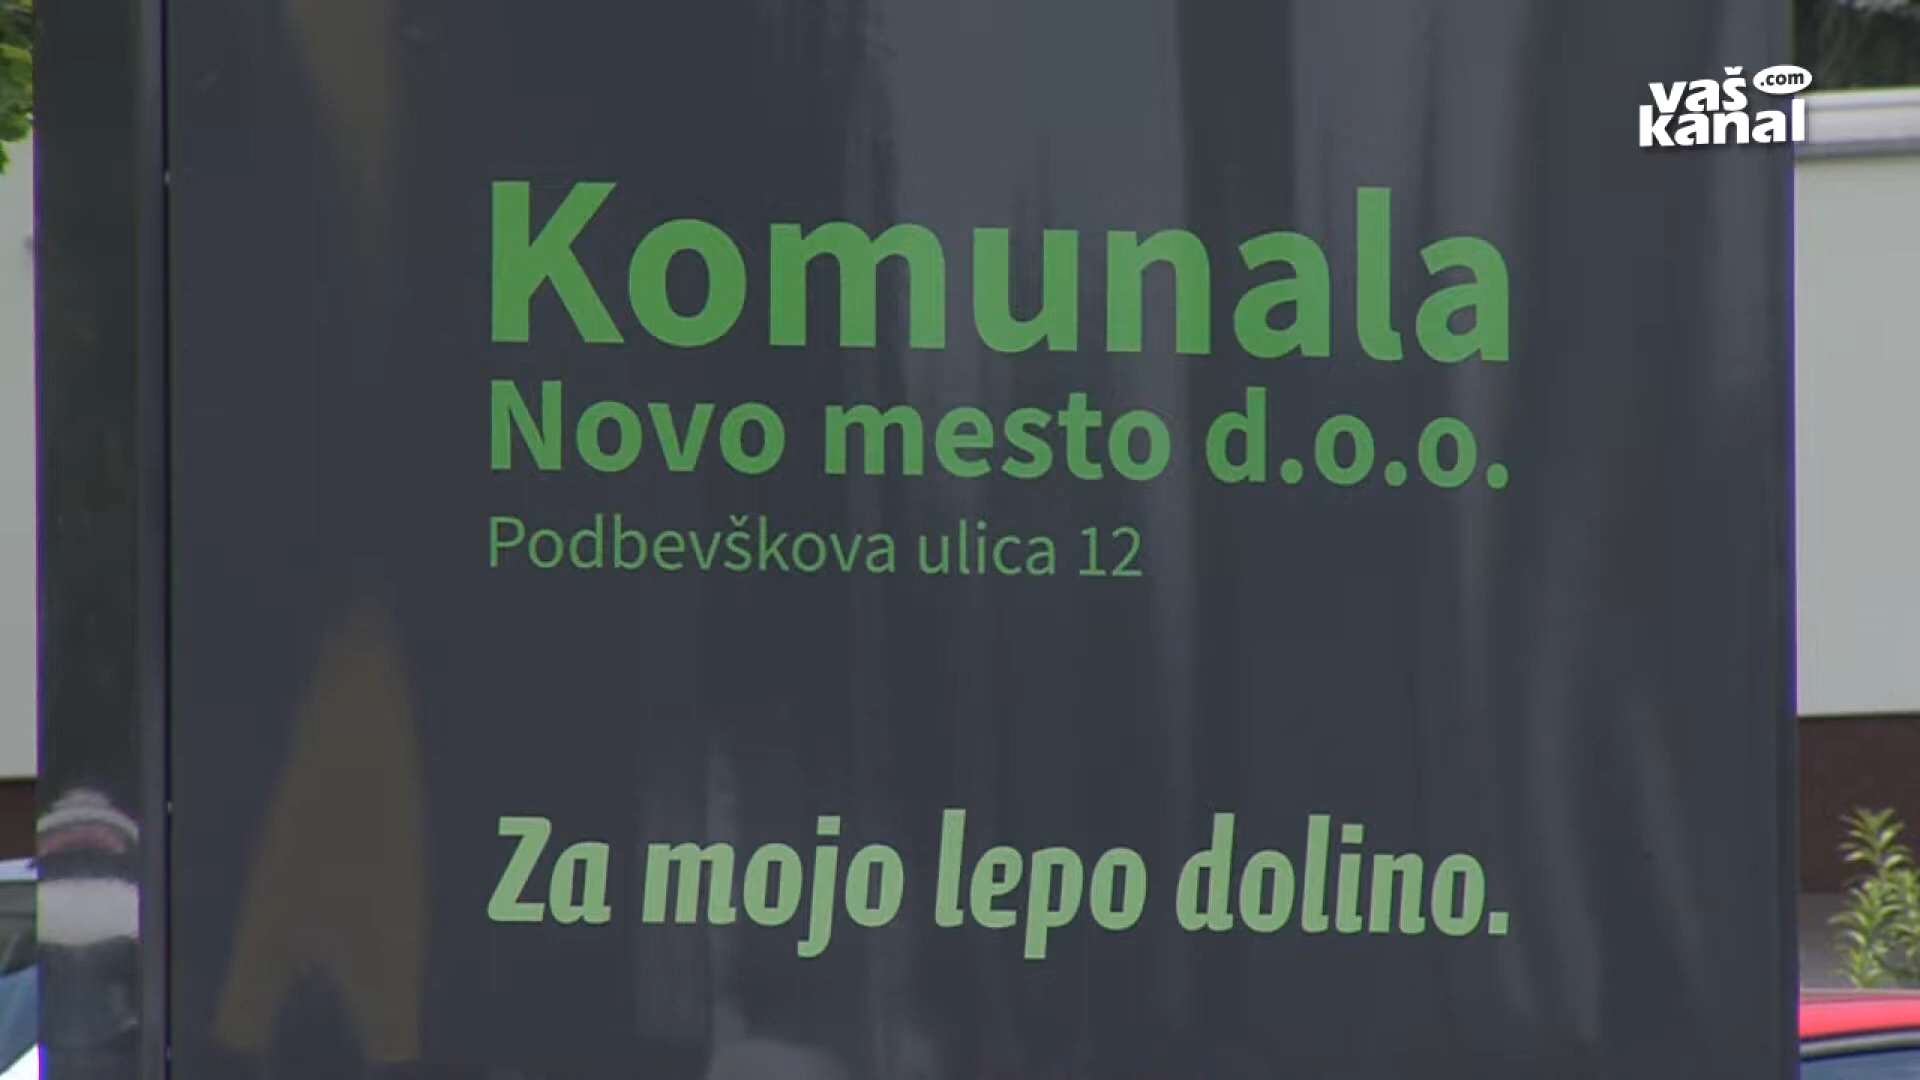 vaš .com
kanal
Komunala
Novo mesto d.o.o.
Podbevškova ulica 12
Za mojo lepo dolino.